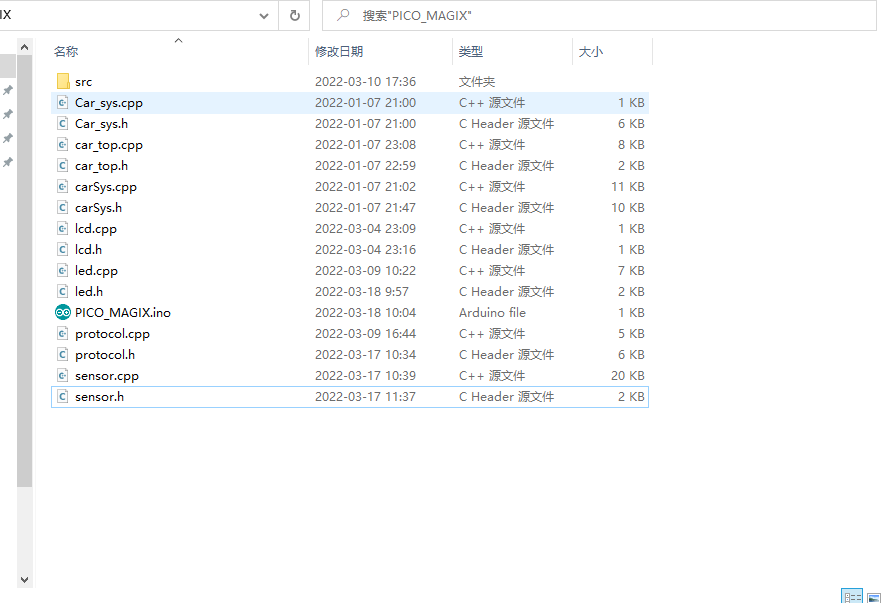 IX
搜索"PICO_MAGIX"
名称 修改日期 类型 大小
src 2022-03-10 17:36 文件夹
Car_sys.cpp 2022-01-07 21:00 C++ 源文件 1 KB
Car_sys.h 2022-01-07 21:00 C Header 源文件 6 KB
car_top.cpp 2022-01-07 23:08 C++ 源文件 8 KB
car_top.h 2022-01-07 22:59 C Header 源文件 2 KB
carSys.cpp 2022-01-07 21:02 C++ 源文件 11 KB
carSys.h 2022-01-07 21:47 C Header 源文件 10 KB
lcd.cpp 2022-03-04 23:09 C++ 源文件 1 KB
lcd.h 2022-03-04 23:16 C Header 源文件 1 KB
led.cpp 2022-03-09 10:22 C++ 源文件 7 KB
led.h 2022-03-18 9:57 C Header 源文件 2 KB
PICO_MAGIX.ino 2022-03-18 10:04 Arduino file 1 KB
protocol.cpp 2022-03-09 16:44 C++ 源文件 5 KB
protocol.h 2022-03-17 10:34 C Header 源文件 6 KB
sensor.cpp 2022-03-17 10:39 C++ 源文件 20 KB
sensor.h 2022-03-17 11:37 C Header 源文件 2 KB